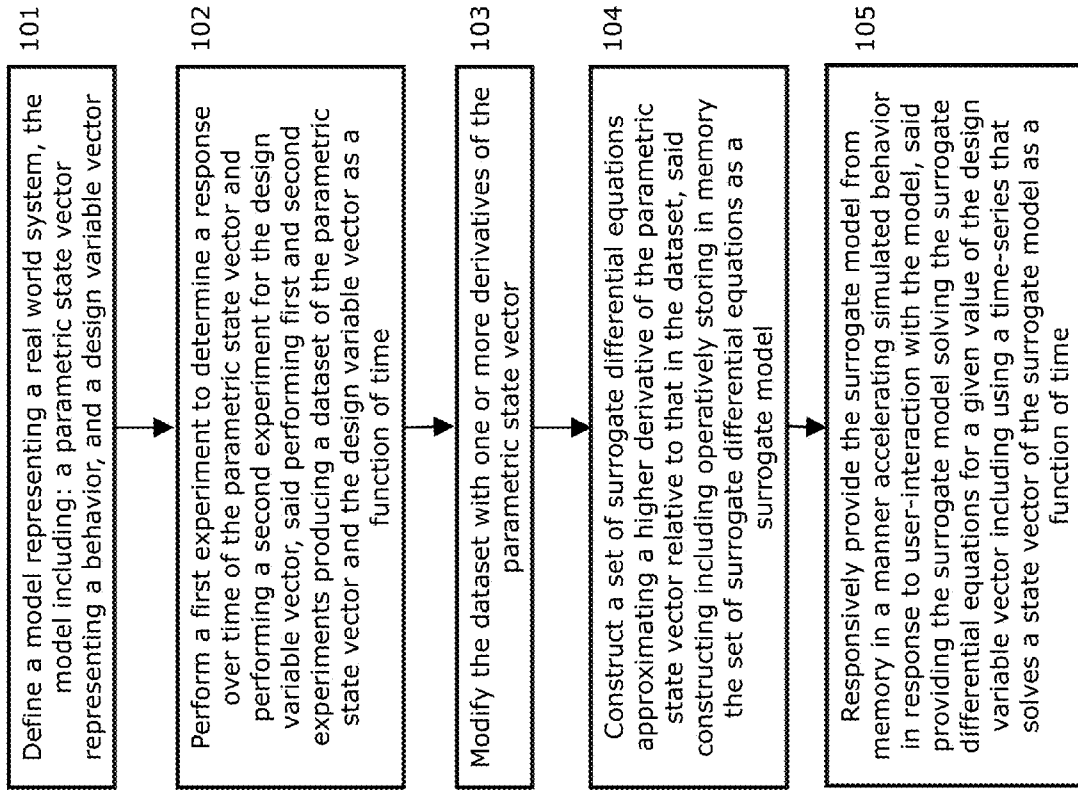 Define a model representing a real world system, the
model including: a parametric state vector
representing a behavior, and a design variable vector
101
Perform a first experiment to determine a response
over time of the parametric state vector and
performing a second experiment for the design
variable vector, said performing first and second
experiments producing a dataset of the parametric
state vector and the design variable vector as a
function of time
102
Modify the dataset with one or more derivatives of the
parametric state vector
103
Construct a set of surrogate differential equations
approximating a higher derivative of the parametric
state vector relative to that in the dataset, said
constructing including operatively storing in memory
the set of surrogate differential equations as a
surrogate model
104
Responsively provide the surrogate model from
memory in a manner accelerating simulated behavior
in response to user-interaction with the model, said
providing the surrogate model solving the surrogate
differential equations for a given value of the design
variable vector including using a time-series that
solves a state vector of the surrogate model as a
function of time
105